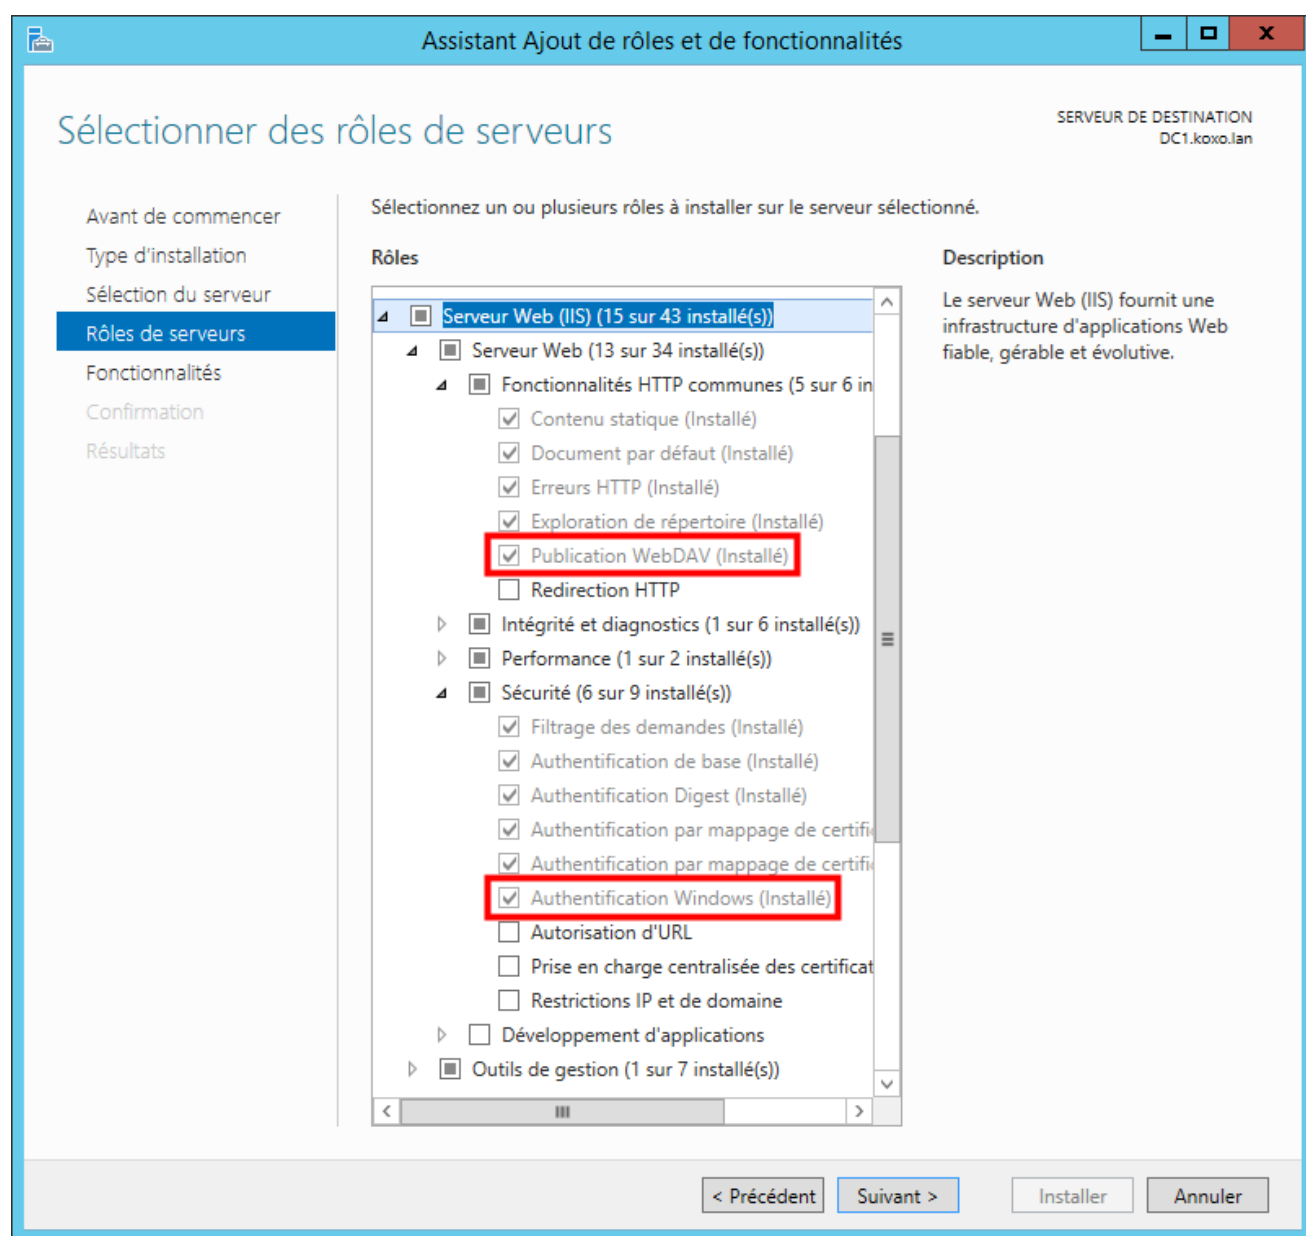 Assistant Ajout de rôles et de fonctionnalités
Sélectionner des rôles de serveurs
SERVEUR DE DESTINATION
DC1.koxo.lan
Avant de commencer
Type d'installation
Sélection du serveur
Rôles de serveurs
Fonctionnalités
Confirmation
Résultats
Sélectionnez un ou plusieurs rôles à installer sur le serveur sélectionné.
Rôles
Serveur Web (IIS) (15 sur 43 installé(s))
Serveur Web (13 sur 34 installé(s))
Fonctionnalités HTTP communes (5 sur 6 in
Contenu statique (Installé)
Document par défaut (Installé)
Erreurs HTTP (Installé)
Exploration de répertoire (Installé)
Publication WebDAV (Installé)
Redirection HTTP
Intégrité et diagnostics (1 sur 6 installé(s))
Performance (1 sur 2 installé(s))
Sécurité (6 sur 9 installé(s))
Filtrage des demandes (Installé)
Authentification de base (Installé)
Authentification Digest (Installé)
Authentification par mappage de certifi
Authentification par mappage de certifi
Authentification Windows (Installé)
Autorisation d'URL
Prise en charge centralisée des certificat
Restrictions IP et de domaine
Développement d'applications
Outils de gestion (1 sur 7 installé(s))
Description
Le serveur Web (IIS) fournit une
infrastructure d'applications Web
fiable, gérable et évolutive.
< Précédent
Suivant >
Installer
Annuler